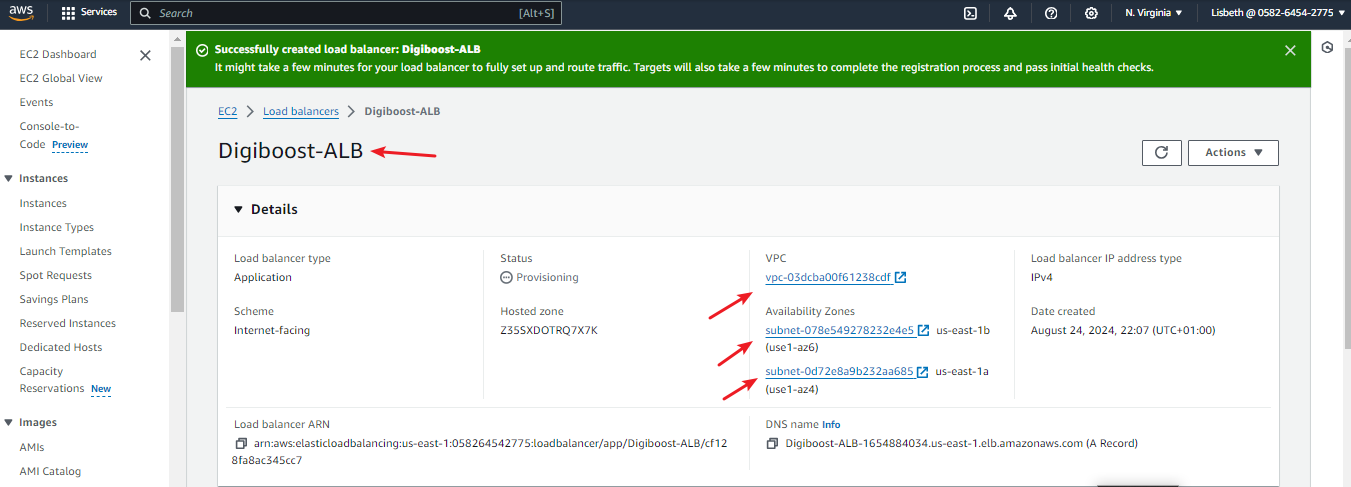 aws Services Search [Alt+S] N. Virginia Lisbeth @ 0582-6454-2775
EC2 Dashboard
EC2 Global View
Events
Console-to-
Code Preview
Instances
Instances
Instance Types
Launch Templates
Spot Requests
Savings Plans
Reserved Instances
Dedicated Hosts
Capacity
Reservations New
Images
AMIs
AMI Catalog
Successfully created load balancer: Digiboost-ALB
It might take a few minutes for your load balancer to fully set up and route traffic. Targets will also take a few minutes to complete the registration process and pass initial health checks.
EC2 Load balancers Digiboost-ALB
Digiboost-ALB
Actions
Details
Load balancer type
Application
Status
Provisioning
VPC
vpc-03dcba00f61238cdf
Load balancer IP address type
IPv4
Scheme
Internet-facing
Hosted zone
Z35SXDOTRQ7X7K
Availability Zones
subnet-078e549278232e4e5 us-east-1b
(use1-az6)
subnet-0d72e8a9b232aa685 us-east-1a
(use1-az4)
Date created
August 24, 2024, 22:07 (UTC+01:00)
Load balancer ARN
arn:aws:elasticloadbalancing:us-east-1:058264542775:loadbalancer/app/Digiboost-ALB/cf12
8fa8ac345cc7
DNS name Info
Digiboost-ALB-1654884034.us-east-1.elb.amazonaws.com (A Record)